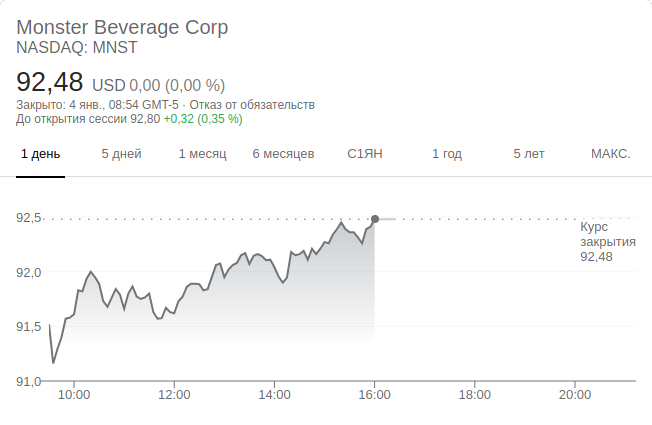 Monster Beverage Corp
NASDAQ: MNST
92,48 USD 0,00 (0,00 %)
Закрыто: 4 янв., 08:54 GMT-5 · Отказ от обязательств
До открытия сессии 92,80 +0,32 (0,35 %)
1 день 5 дней 1 месяц 6 месяцев С1ЯН 1 год 5 лет МАКС.
92,5
Курс
закрытия
92,48
92,0
91,5
91,0
10:00 12:00 14:00 16:00 18:00 20:00